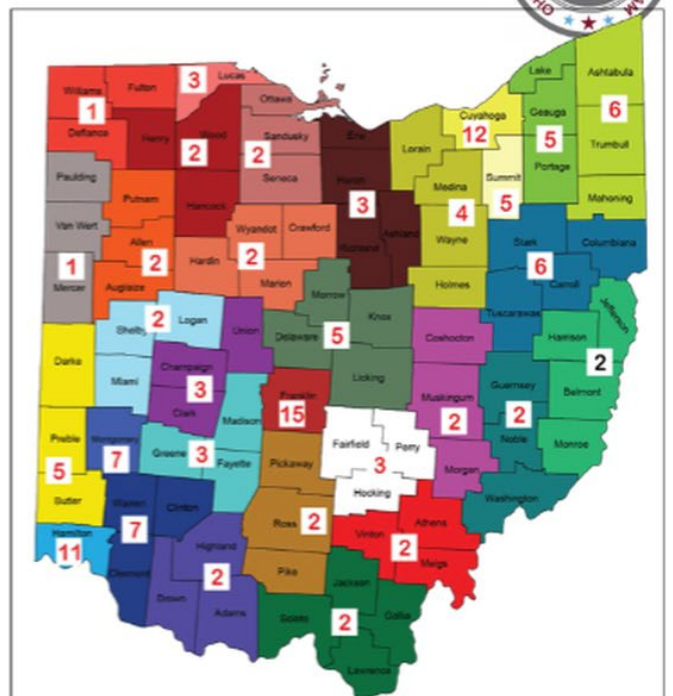 OH
AM
Lake
Ashtabula
Williams
Fulton
3
Lucas
1
Ottawa
Cuyahoga
12
Geauga
5
6
Defiance
Henry
Wood
2
Sandusky
2
Erie
Lorain
Trumbull
Portage
Paulding
Seneca
Huron
Medina
Summit
5
Putnam
Hancock
3
4
Mahoning
Van Wert
Allen
2
Wyandot
Crawford
Ashland
Richland
Wayne
Stark
Columbiana
1
Mercer
Auglaize
Hardin
2
Marion
6
Carroll
Holmes
Morrow
Shelby
2
Logan
Union
Delaware
5
Knox
Coshocton
Tuscarawas
Harrison
Jefferson
Darke
Miami
Champaign
3
Clark
Licking
2
Belmont
Madison
Franklin
15
Muskingum
2
Guernsey
2
Noble
Preble
Montgomery
7
Greene
3
Fayette
Pickaway
Fairfield
Perry
3
Morgan
Monroe
5
Butler
Hocking
Washington
Warren
7
Clinton
Ross
2
Athens
Vinton
2
Meigs
Hamilton
11
Highland
2
Clermont
Brown
Adams
Pike
Jackson
Scioto
2
Gallia
Lawrence